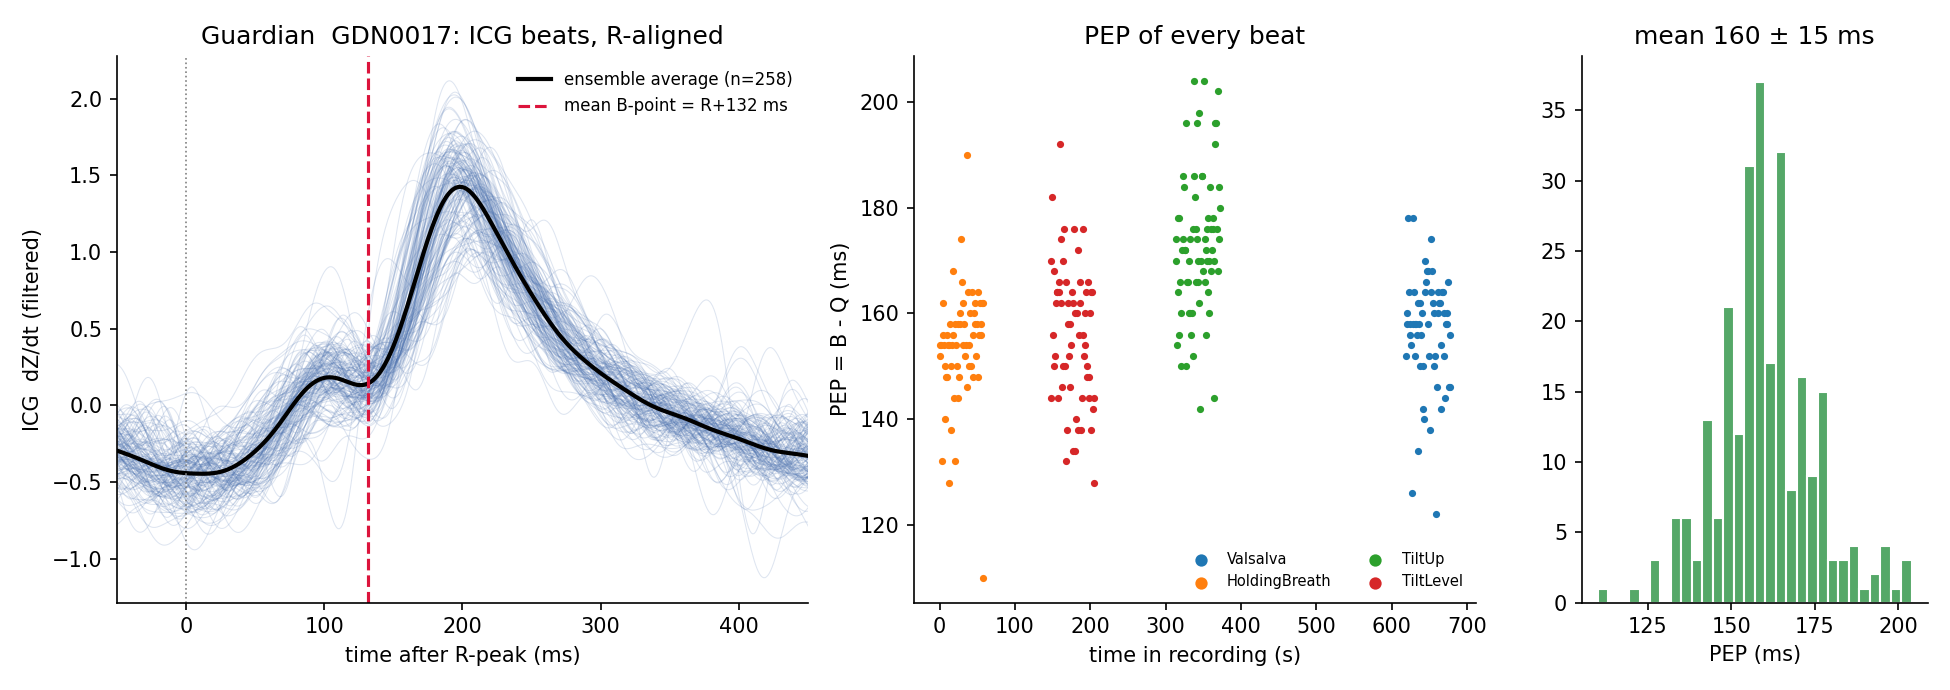 Guardian  GDN0017: ICG beats, R-aligned
ensemble average (n=258)
mean B-point = R+132 ms
2.0
1.5
1.0
0.5
0.0
−0.5
−1.0
ICG  dZ/dt (filtered)
0
100
200
300
400
time after R-peak (ms)
PEP of every beat
200
180
160
140
120
PEP = B - Q (ms)
Valsalva
HoldingBreath
TiltUp
TiltLevel
0
100
200
300
400
500
600
700
time in recording (s)
mean 160 ± 15 ms
35
30
25
20
15
10
5
0
125
150
175
200
PEP (ms)